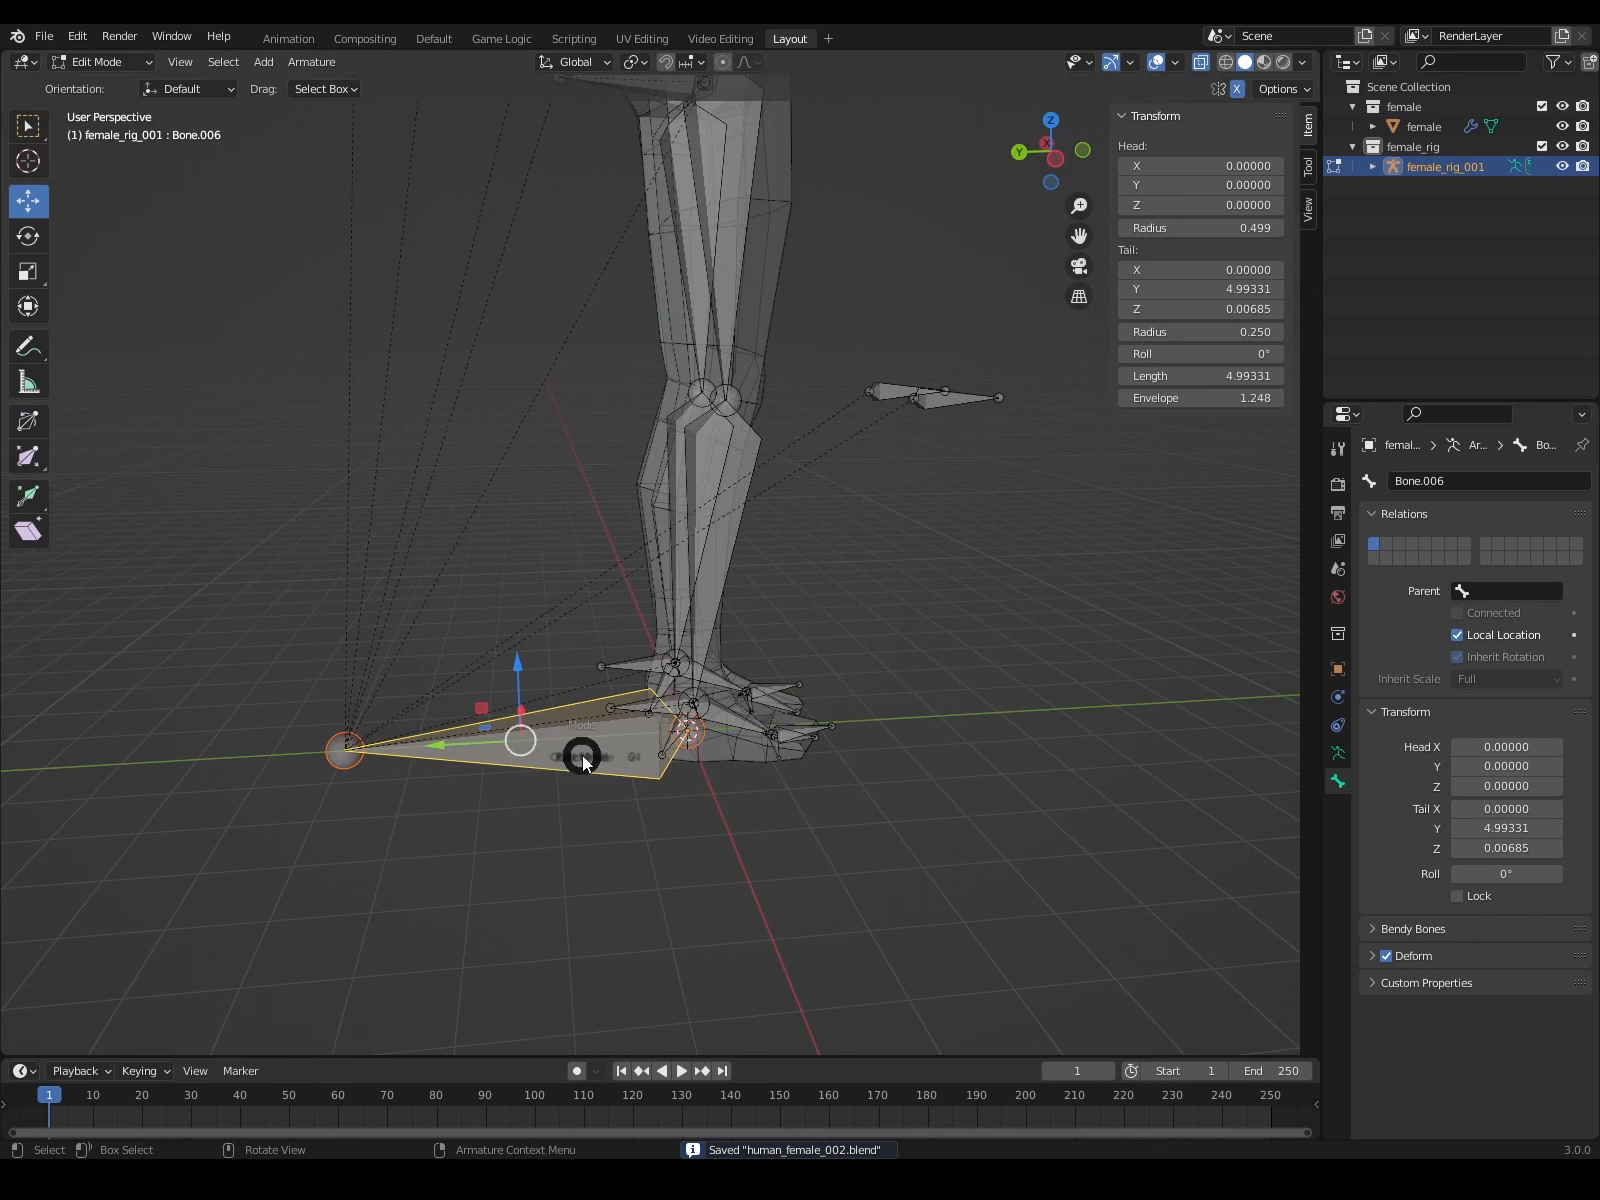 File Edit Render Window Help Animation Compositing Default Game Logic Scripting UV Editing Video Editing Layout + Scene RenderLayer
Edit Mode View Select Add Armature Global
Orientation: Default Drag: Select Box X Options
User Perspective
(1) female_rig_001 : Bone.006
Z
Y
X
Transform
Head:
X 0.00000
Y 0.00000
Z 0.00000
Radius 0.499
Tail:
X 0.00000
Y 4.99331
Z 0.00685
Radius 0.250
Roll 0°
Length 4.99331
Envelope 1.248
Item
Tool
View
Mode
Scene Collection
female
female
female_rig
female_rig_001
femal... Ar... Bo...
Bone.006
Relations
Parent
Connected
Local Location
Inherit Rotation
Inherit Scale Full
Transform
Head X 0.00000
Y 0.00000
Z 0.00000
Tail X 0.00000
Y 4.99331
Z 0.00685
Roll 0°
Lock
Bendy Bones
Deform
Custom Properties
Playback Keying View Marker 1 Start 1 End 250
1 10 20 30 40 50 60 70 80 90 100 110 120 130 140 150 160 170 180 190 200 210 220 230 240 250
Select Box Select Rotate View Armature Context Menu Saved "human_female_002.blend" 3.0.0